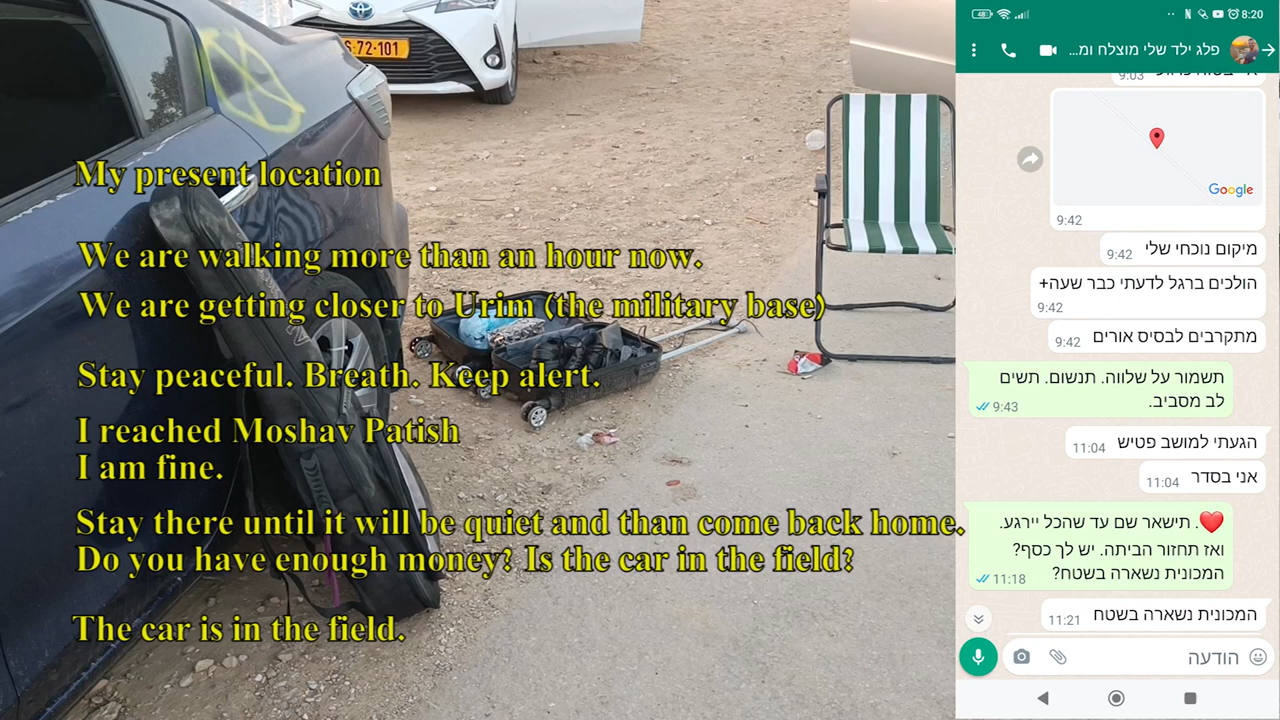 S-72-101
My present location
We are walking more than an hour now.
We are getting closer to Urim (the military base)
Stay peaceful. Breath. Keep alert.
I reached Moshav Patish
I am fine.
Stay there until it will be quiet and than come back home.
Do you have enough money? Is the car in the field?
The car is in the field.
48
8:20
פלג ילד שלי מוצלח ומ...
9:03
Google
9:42
מיקום נוכחי שלי
9:42
הולכים ברגל לדעתי כבר שעה+
9:42
מתקרבים לבסיס אורים
9:42
תשמור על שלווה. תנשום. תשים
לב מסביב.
9:43
הגעתי למושב פטיש
11:04
אני בסדר
11:04
❤️. תישאר שם עד שהכל יירגע.
ואז תחזור הביתה. יש לך כסף?
המכונית נשארה בשטח?
11:18
המכונית נשארה בשטח
11:21
הודעה